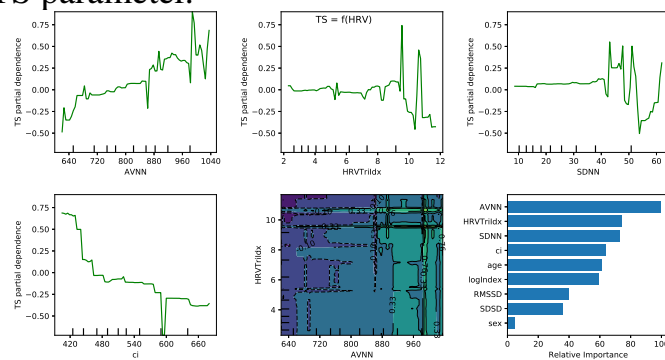 TS parameter.
TS = f(HRV)
TS partial dependence
0.75
0.50
0.25
0.00
−0.25
−0.50
640 720 800 880 960 1040
AVNN
TS partial dependence
0.75
0.50
0.25
0.00
−0.25
−0.50
2 4 6 8 10 12
HRVTriIdx
TS partial dependence
0.75
0.50
0.25
0.00
−0.25
−0.50
10 20 30 40 50 60
SDNN
TS partial dependence
0.75
0.50
0.25
0.00
−0.25
−0.50
420 480 540 600 660
ci
HRVTriIdx
10
8
6
4
0.33
640 720 800 880 960
AVNN
AVNN
HRVTriIdx
SDNN
ci
age
logIndex
RMSSD
SDSD
sex
0 20 40 60 80 100
Relative Importance